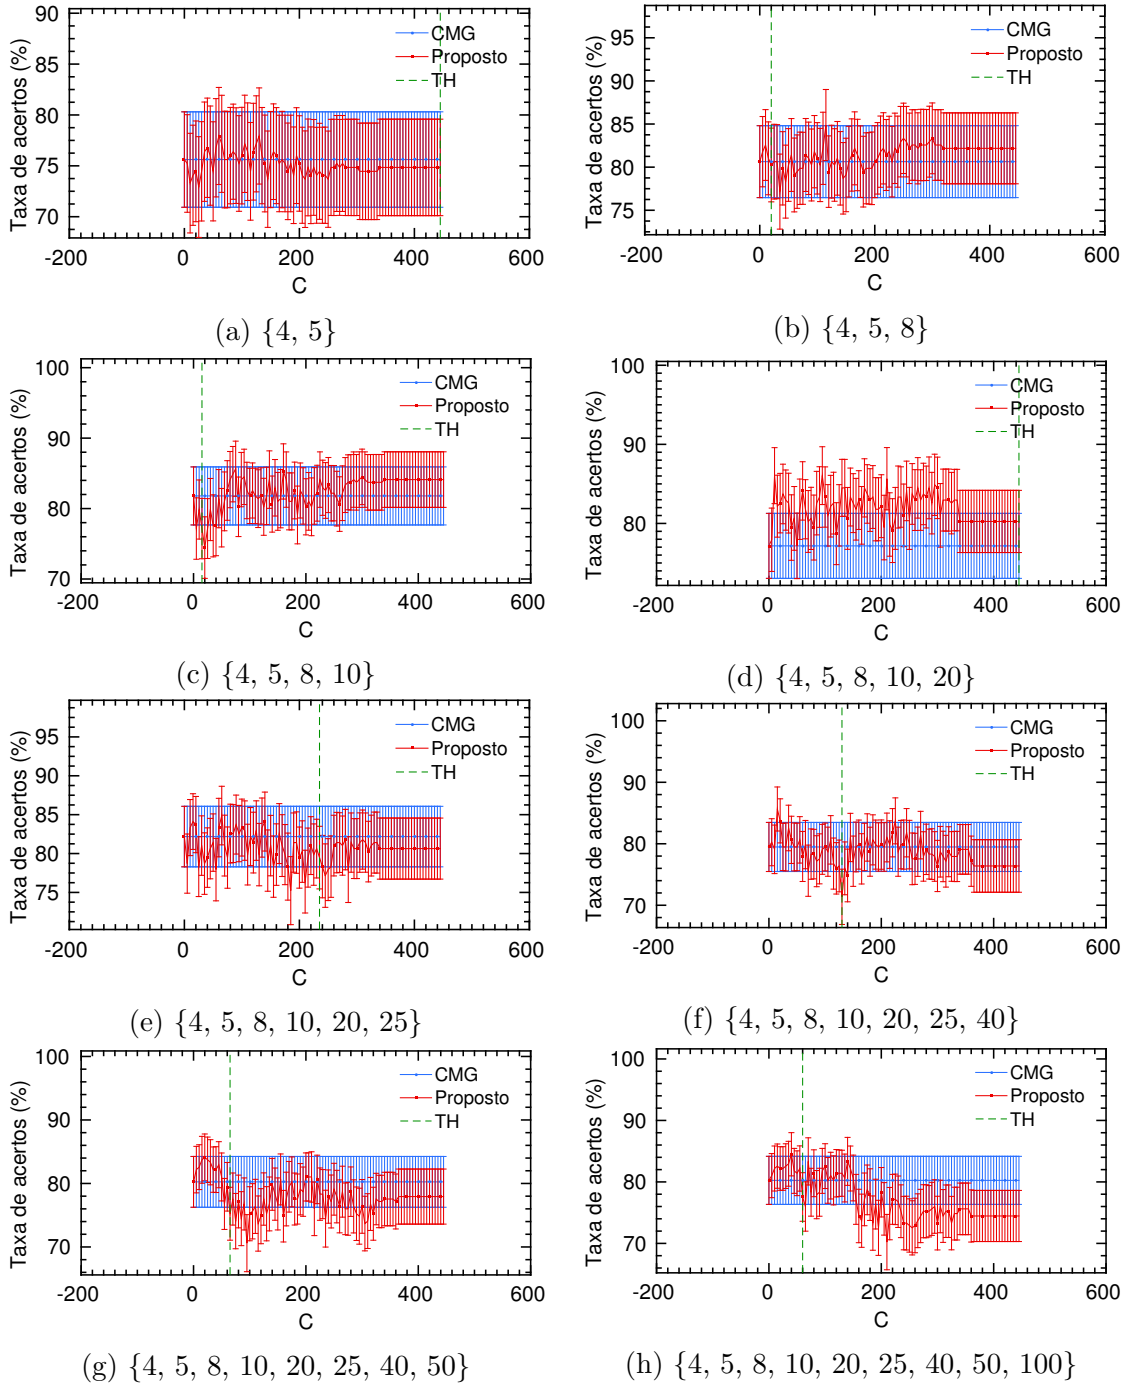 90
85
80
75
70
Taxa de acertos (%)
CMG
Proposto
TH
-200 0 200 400 600
C
(a) {4, 5}
95
90
85
80
75
Taxa de acertos (%)
CMG
Proposto
TH
-200 0 200 400 600
C
(b) {4, 5, 8}
100
90
80
70
Taxa de acertos (%)
CMG
Proposto
TH
-200 0 200 400 600
C
(c) {4, 5, 8, 10}
100
90
80
Taxa de acertos (%)
CMG
Proposto
TH
-200 0 200 400 600
C
(d) {4, 5, 8, 10, 20}
95
90
85
80
75
Taxa de acertos (%)
CMG
Proposto
TH
-200 0 200 400 600
C
(e) {4, 5, 8, 10, 20, 25}
100
90
80
70
Taxa de acertos (%)
CMG
Proposto
TH
-200 0 200 400 600
C
(f) {4, 5, 8, 10, 20, 25, 40}
100
90
80
70
Taxa de acertos (%)
CMG
Proposto
TH
-200 0 200 400 600
C
(g) {4, 5, 8, 10, 20, 25, 40, 50}
100
90
80
70
Taxa de acertos (%)
CMG
Proposto
TH
-200 0 200 400 600
C
(h) {4, 5, 8, 10, 20, 25, 40, 50, 100}